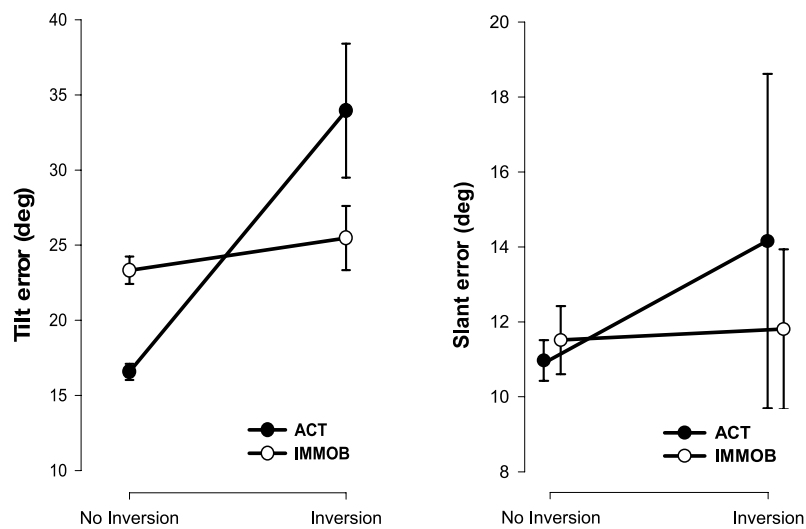 40
35
30
25
20
15
10
Tilt error (deg)
ACT
IMMOB
No Inversion
Inversion
20
18
16
14
12
10
8
Slant error (deg)
ACT
IMMOB
No Inversion
Inversion